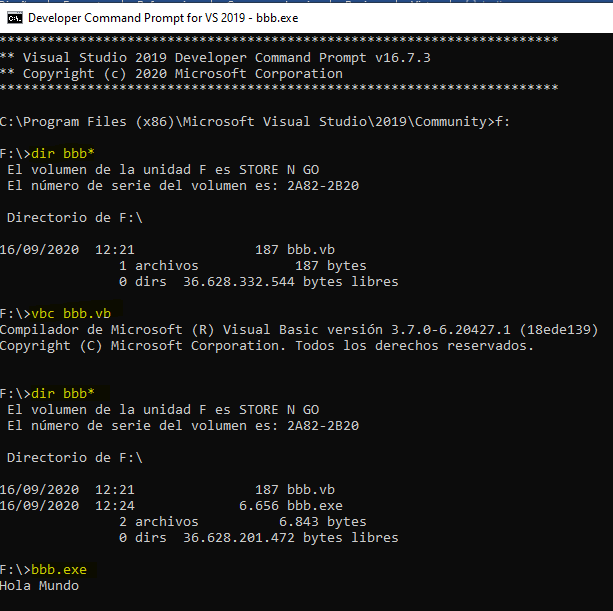 Developer Command Prompt for VS 2019 - bbb.exe
**********************************************************************
** Visual Studio 2019 Developer Command Prompt v16.7.3
** Copyright (c) 2020 Microsoft Corporation
**********************************************************************
C:\Program Files (x86)\Microsoft Visual Studio\2019\Community>f:
F:\>dir bbb*
El volumen de la unidad F es STORE N GO
El número de serie del volumen es: 2A82-2B20
Directorio de F:\
16/09/2020 12:21 187 bbb.vb
1 archivos 187 bytes
0 dirs 36.628.332.544 bytes libres
F:\>vbc bbb.vb
Compilador de Microsoft (R) Visual Basic versión 3.7.0-6.20427.1 (18ede139)
Copyright (C) Microsoft Corporation. Todos los derechos reservados.
F:\>dir bbb*
El volumen de la unidad F es STORE N GO
El número de serie del volumen es: 2A82-2B20
Directorio de F:\
16/09/2020 12:21 187 bbb.vb
16/09/2020 12:24 6.656 bbb.exe
2 archivos 6.843 bytes
0 dirs 36.628.201.472 bytes libres
F:\>bbb.exe
Hola Mundo